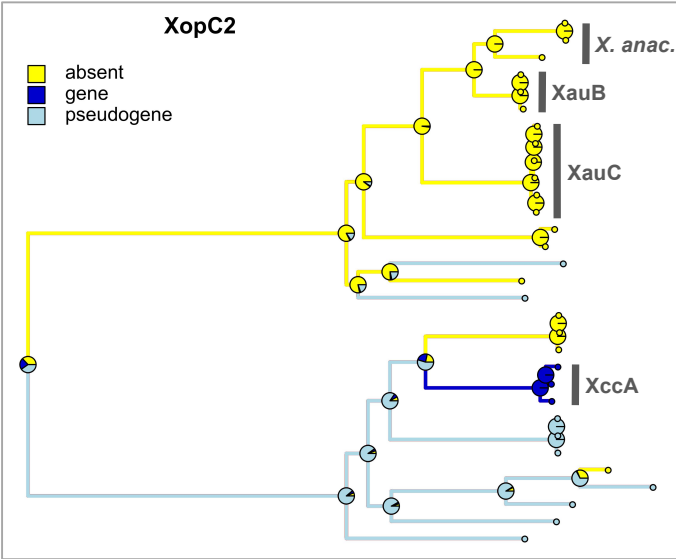 XopC2
absent
gene
pseudogene
X. anac.
XauB
XauC
XccA